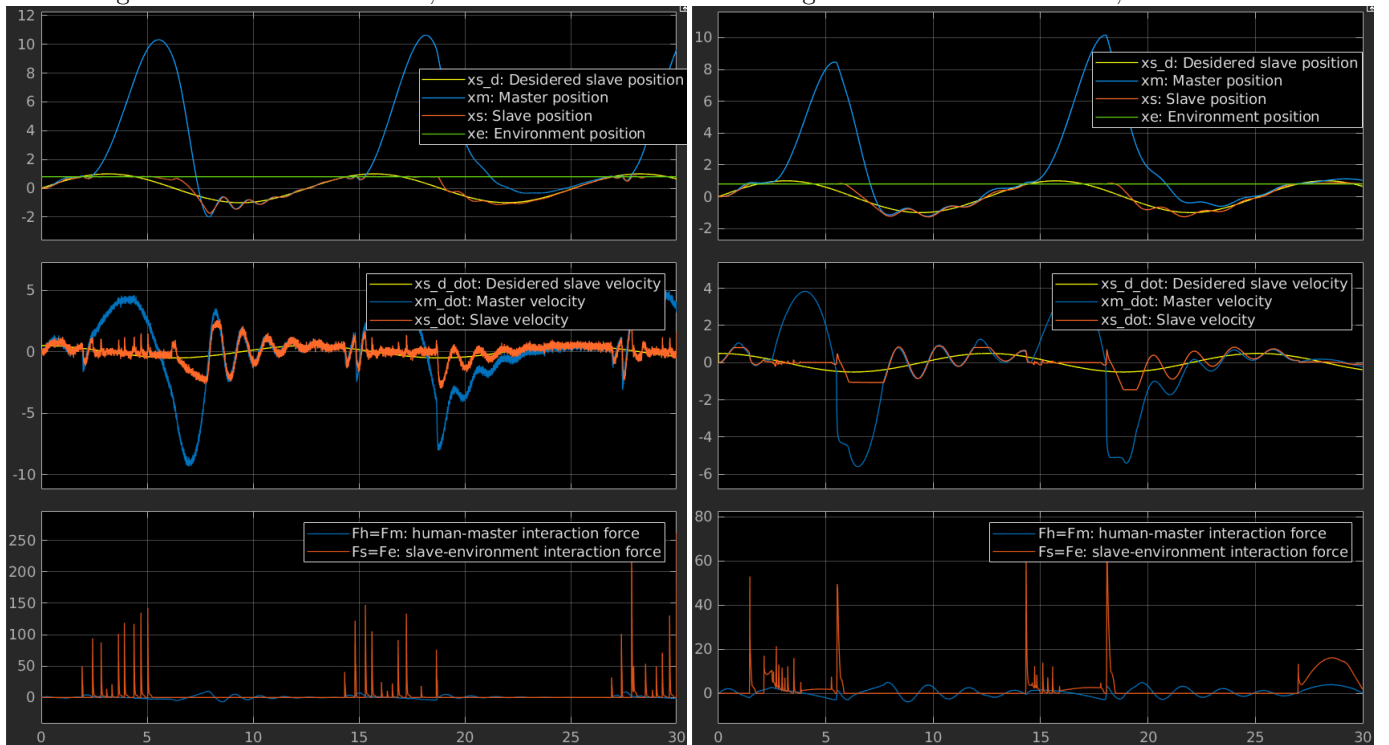 12
10
8
6
4
2
0
-2
xs_d: Desidered slave position
xm: Master position
xs: Slave position
xe: Environment position
5
0
-5
-10
xs_d_dot: Desidered slave velocity
xm_dot: Master velocity
xs_dot: Slave velocity
250
200
150
100
50
0
Fh=Fm: human-master interaction force
Fs=Fe: slave-environment interaction force
0 5 10 15 20 25 30
10
8
6
4
2
0
-2
xs_d: Desidered slave position
xm: Master position
xs: Slave position
xe: Environment position
4
2
0
-2
-4
-6
xs_d_dot: Desidered slave velocity
xm_dot: Master velocity
xs_dot: Slave velocity
80
60
40
20
0
Fh=Fm: human-master interaction force
Fs=Fe: slave-environment interaction force
0 5 10 15 20 25 30